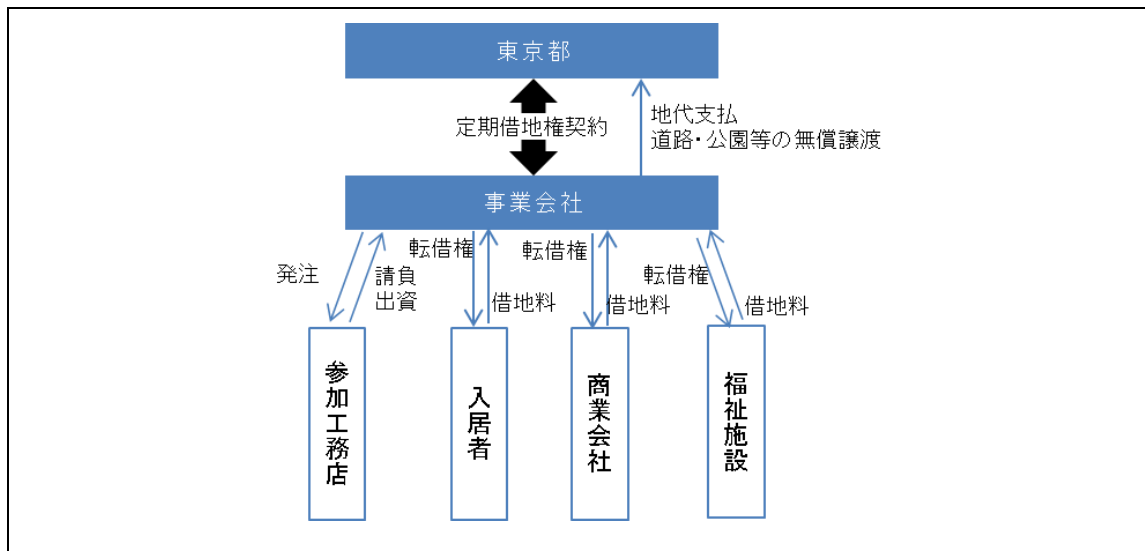 東京都
定期借地権契約
地代支払
道路・公園等の無償譲渡
事業会社
発注
請負
出資
転借権
借地料
転借権
借地料
転借権
借地料
参加工務店
入居者
商業会社
福祉施設